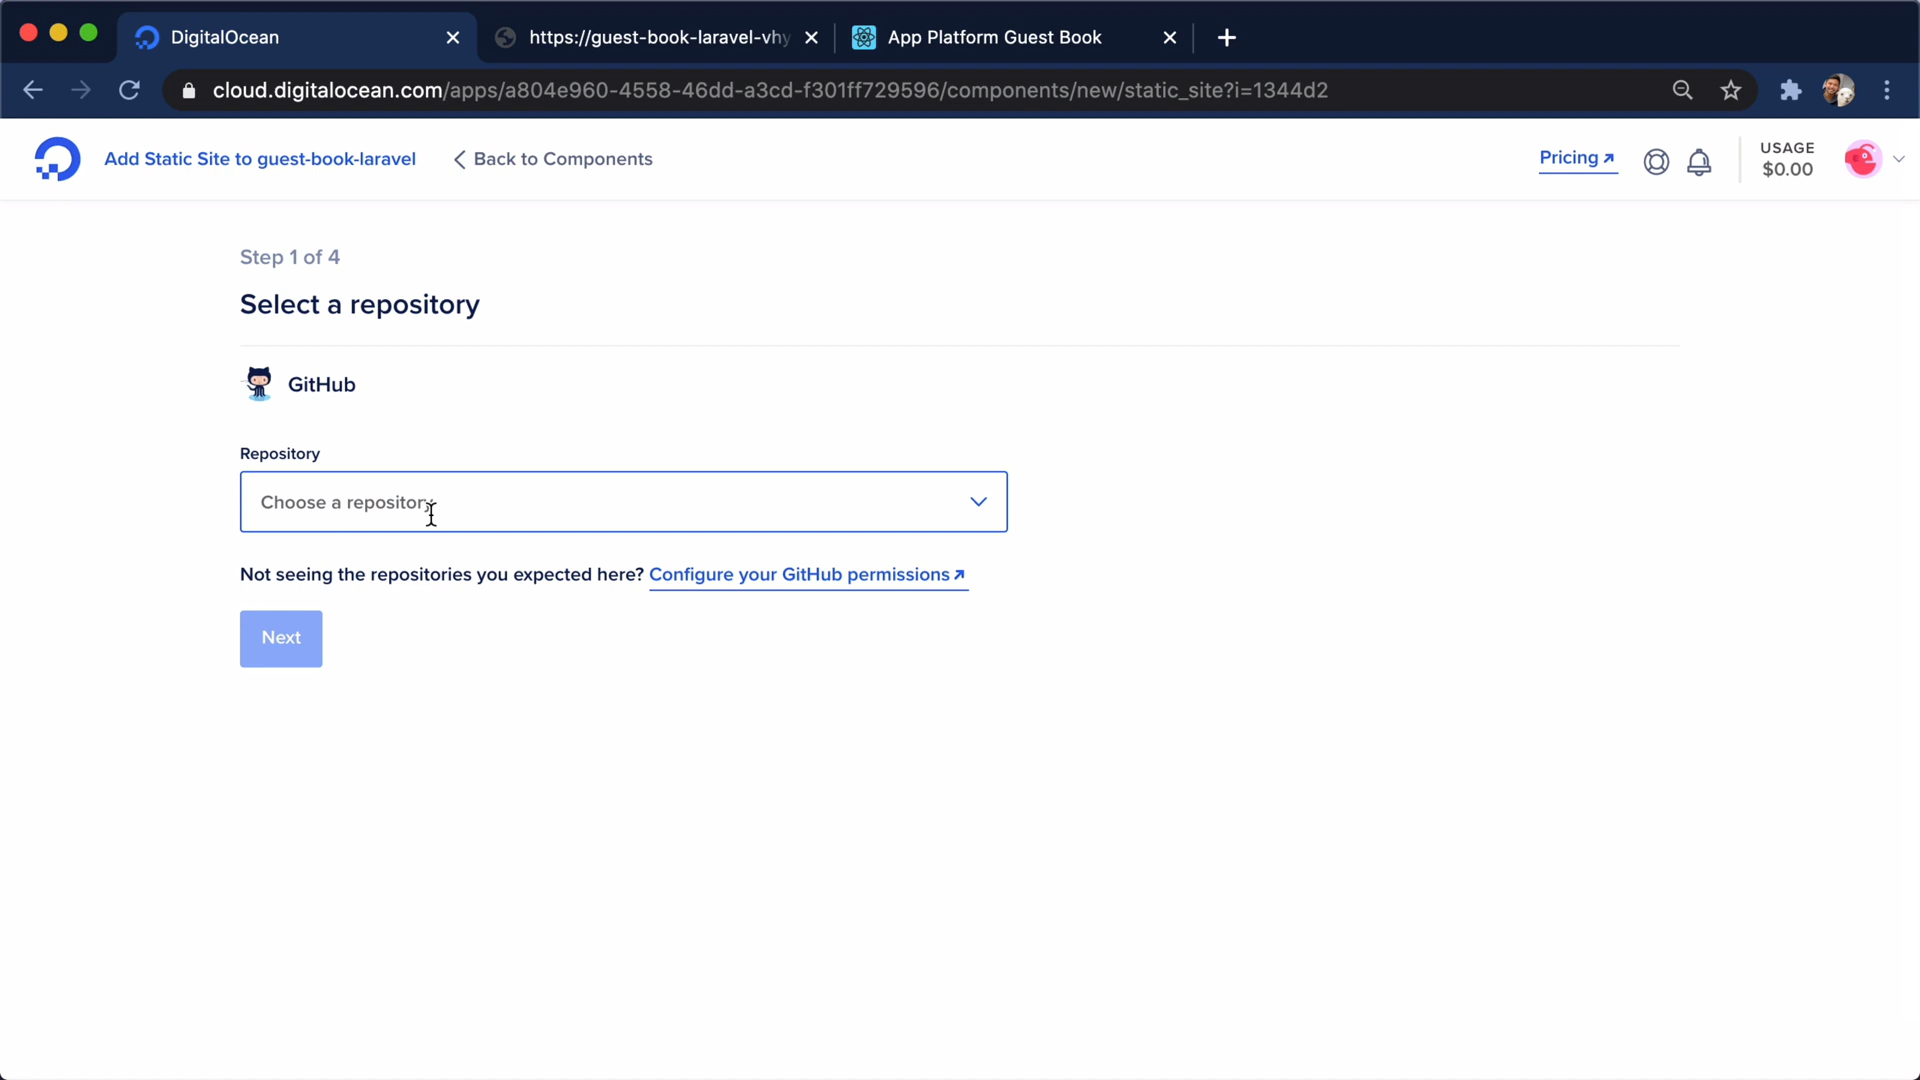 DigitalOcean
https://guest-book-laravel-vhy
App Platform Guest Book
cloud.digitalocean.com/apps/a804e960-4558-46dd-a3cd-f301ff729596/components/new/static_site?i=1344d2
Add Static Site to guest-book-laravel
Back to Components
Pricing
USAGE
$0.00
Step 1 of 4
Select a repository
GitHub
Repository
Choose a repository
Not seeing the repositories you expected here? Configure your GitHub permissions
Next